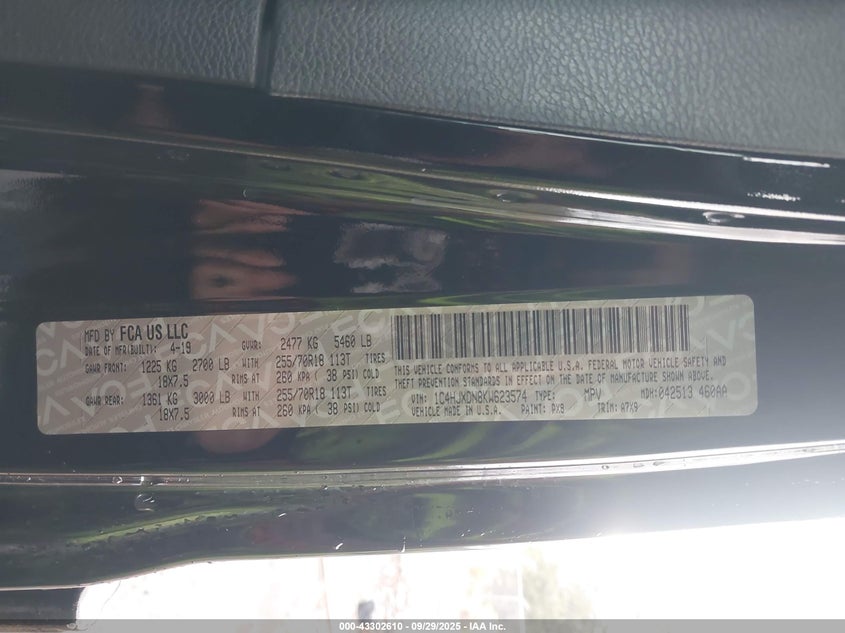 MFD BY FCA US LLC
DATE OF MFR(BUILT): 4-19 GVWR: 2477 KG 5460 LB
GAWR FRONT: 1225 KG 2700 LB WITH 255/70R18 113T TIRES
18X7.5 RIMS AT 260 KPA ( 38 PSI) COLD
GAWR REAR: 1361 KG 3000 LB WITH 255/70R18 113T TIRES
18X7.5 RIMS AT 260 KPA ( 38 PSI) COLD
THIS VEHICLE CONFORMS TO ALL APPLICABLE U.S.A. FEDERAL MOTOR VEHICLE SAFETY AND
THEFT PREVENTION STANDARDS IN EFFECT ON THE DATE OF MANUFACTURE SHOWN ABOVE.
VIN: 1C4HJXDN8KW623574 TYPE: MPV MDH: 042513 460AA
VEHICLE MADE IN U.S.A. PAINT: PX8 TRIM: A7X9
000-43302610 - 09/29/2025 - IAA Inc.